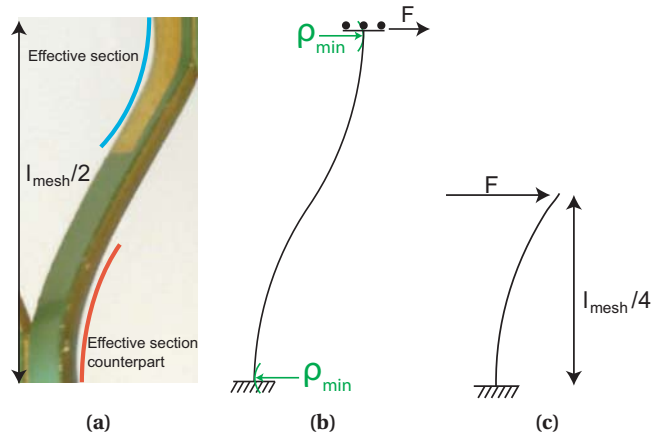 Effective section
l_mesh/2
Effective section
counterpart
(a)
F
ρ_min
ρ_min
(b)
F
l_mesh/4
(c)